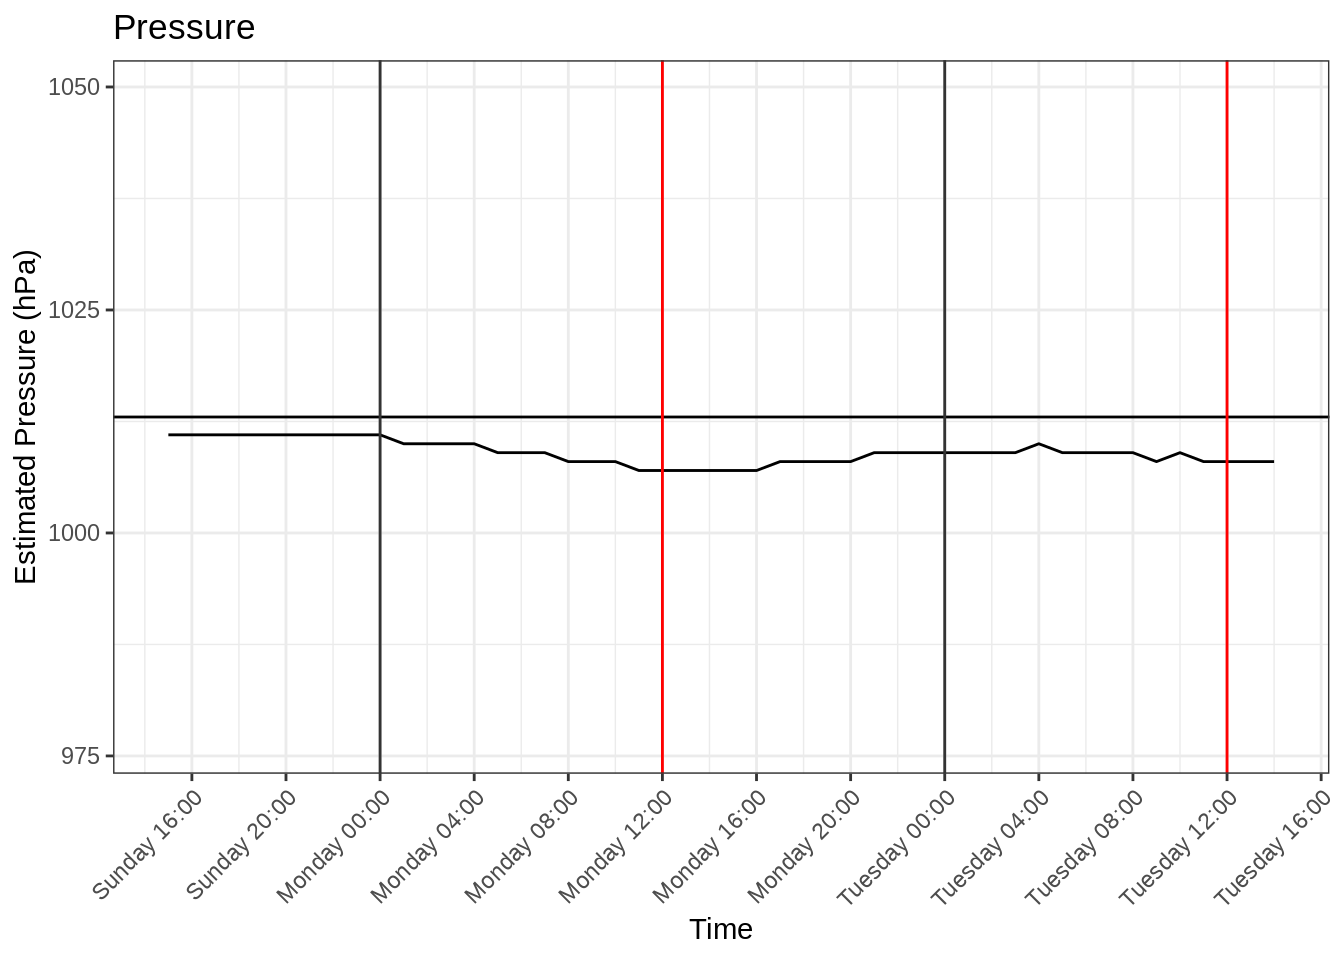 Pressure
Estimated Pressure (hPa)
1050
1025
1000
975
Sunday 16:00
Sunday 20:00
Monday 00:00
Monday 04:00
Monday 08:00
Monday 12:00
Monday 16:00
Monday 20:00
Tuesday 00:00
Tuesday 04:00
Tuesday 08:00
Tuesday 12:00
Tuesday 16:00
Time